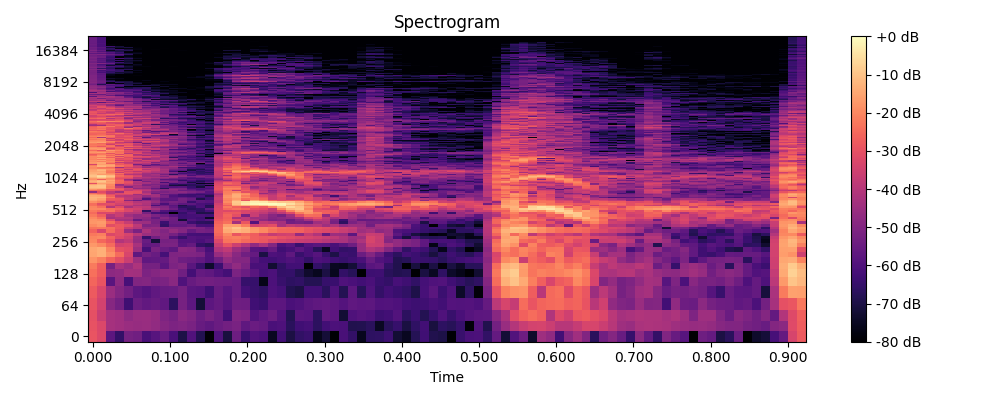 Spectrogram
16384
8192
4096
2048
1024
512
256
128
64
0
Hz
0.000 0.100 0.200 0.300 0.400 0.500 0.600 0.700 0.800 0.900
Time
+0 dB
-10 dB
-20 dB
-30 dB
-40 dB
-50 dB
-60 dB
-70 dB
-80 dB